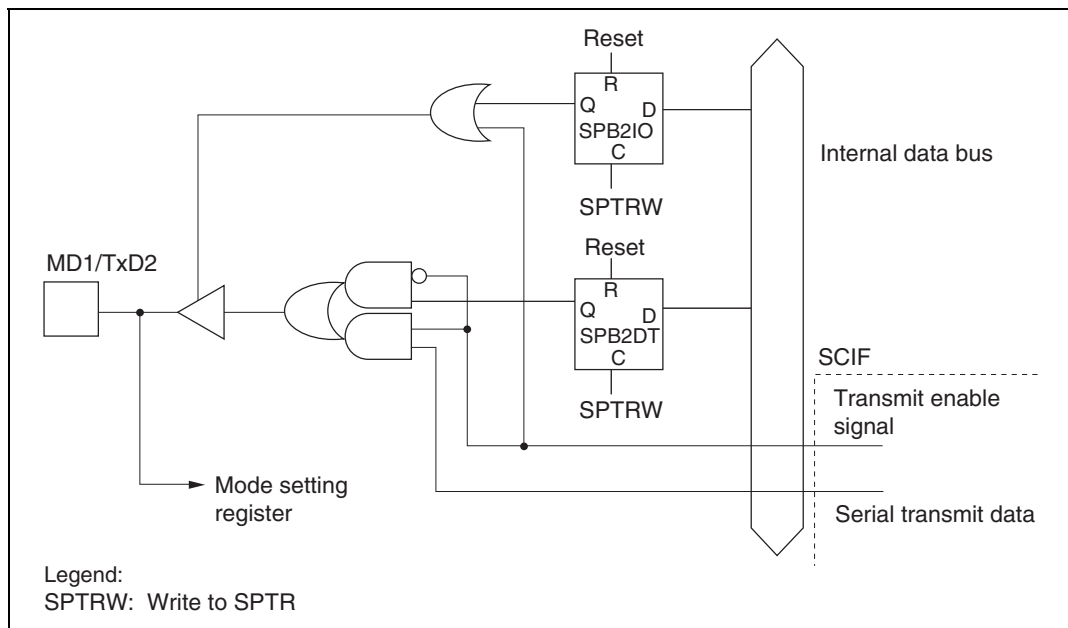 Reset
R
Q
D
SPB2IO
C
SPTRW
Internal data bus
Reset
MD1/TxD2
R
Q
D
SPB2DT
C
SPTRW
SCIF
Transmit enable
signal
Mode setting
register
Serial transmit data
Legend:
SPTRW: Write to SPTR